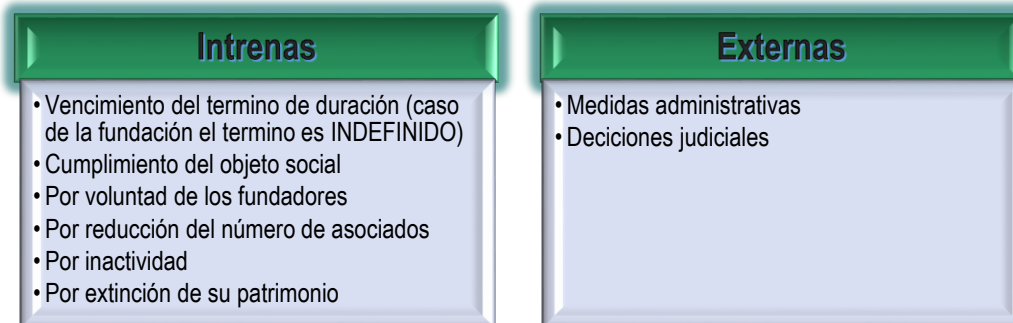 Intrenas
• Vencimiento del termino de duración (caso
de la fundación el termino es INDEFINIDO)
• Cumplimiento del objeto social
• Por voluntad de los fundadores
• Por reducción del número de asociados
• Por inactividad
• Por extinción de su patrimonio
Externas
• Medidas administrativas
• Deciciones judiciales